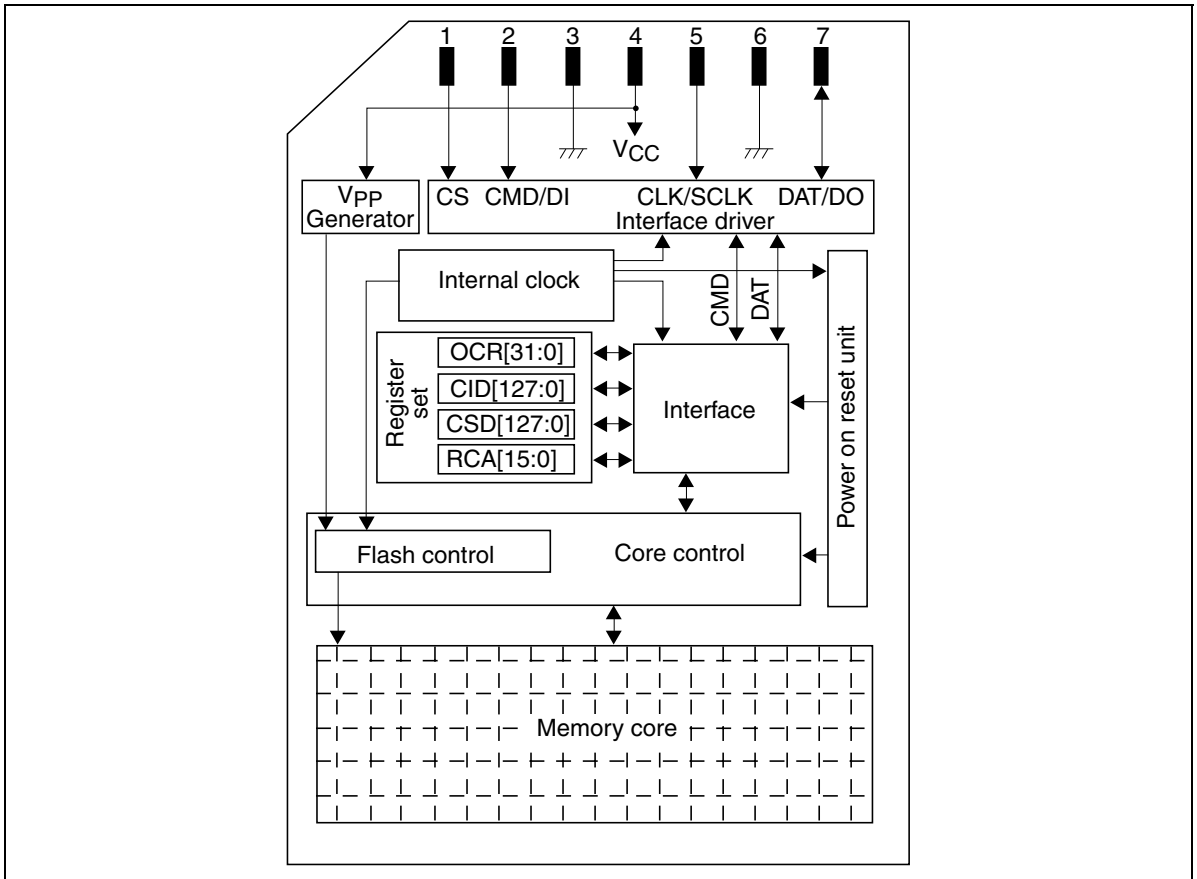 1 2 3 4 5 6 7
VCC
VPP
Generator
CS CMD/DI CLK/SCLK DAT/DO
Interface driver
Internal clock
CMD
DAT
Power on reset unit
Register
set
OCR[31:0]
CID[127:0]
CSD[127:0]
RCA[15:0]
Interface
Flash control
Core control
Memory core